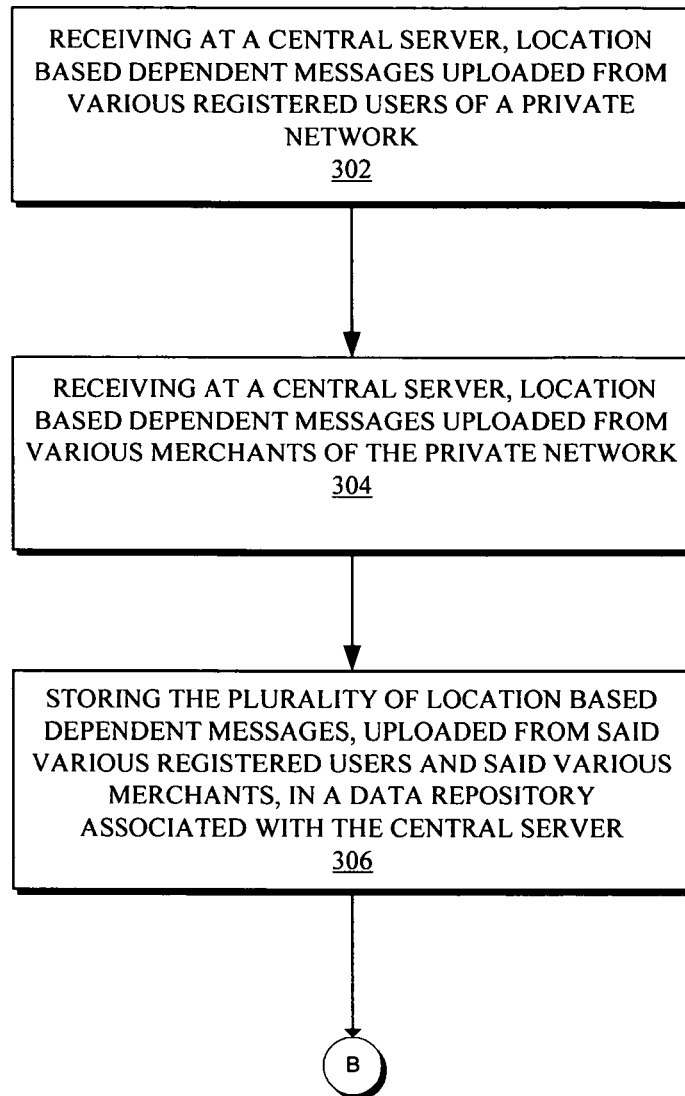 RECEIVING AT A CENTRAL SERVER, LOCATION
BASED DEPENDENT MESSAGES UPLOADED FROM
VARIOUS REGISTERED USERS OF A PRIVATE
NETWORK
302
RECEIVING AT A CENTRAL SERVER, LOCATION
BASED DEPENDENT MESSAGES UPLOADED FROM
VARIOUS MERCHANTS OF THE PRIVATE NETWORK
304
STORING THE PLURALITY OF LOCATION BASED
DEPENDENT MESSAGES, UPLOADED FROM SAID
VARIOUS REGISTERED USERS AND SAID VARIOUS
MERCHANTS, IN A DATA REPOSITORY
ASSOCIATED WITH THE CENTRAL SERVER
306
B